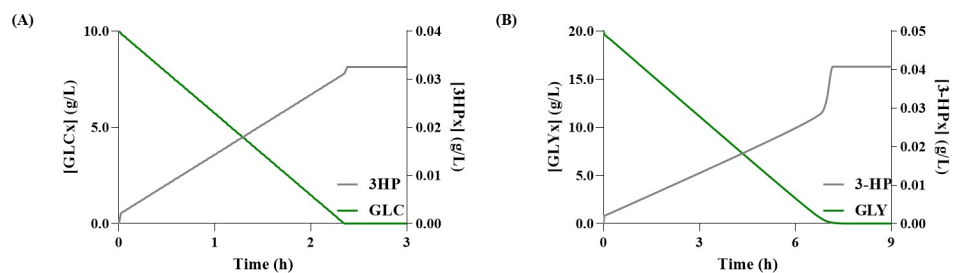 (A)
10.0
5.0
0.0
[GLCx] (g/L)
0.04
0.03
0.02
0.01
0.00
[3HPx] (g/L)
3HP
GLC
0
1
2
3
Time (h)
(B)
20.0
15.0
10.0
5.0
0.0
[GLYx] (g/L)
0.05
0.04
0.03
0.02
0.01
0.00
[3-HPx] (g/L)
3-HP
GLY
0
3
6
9
Time (h)